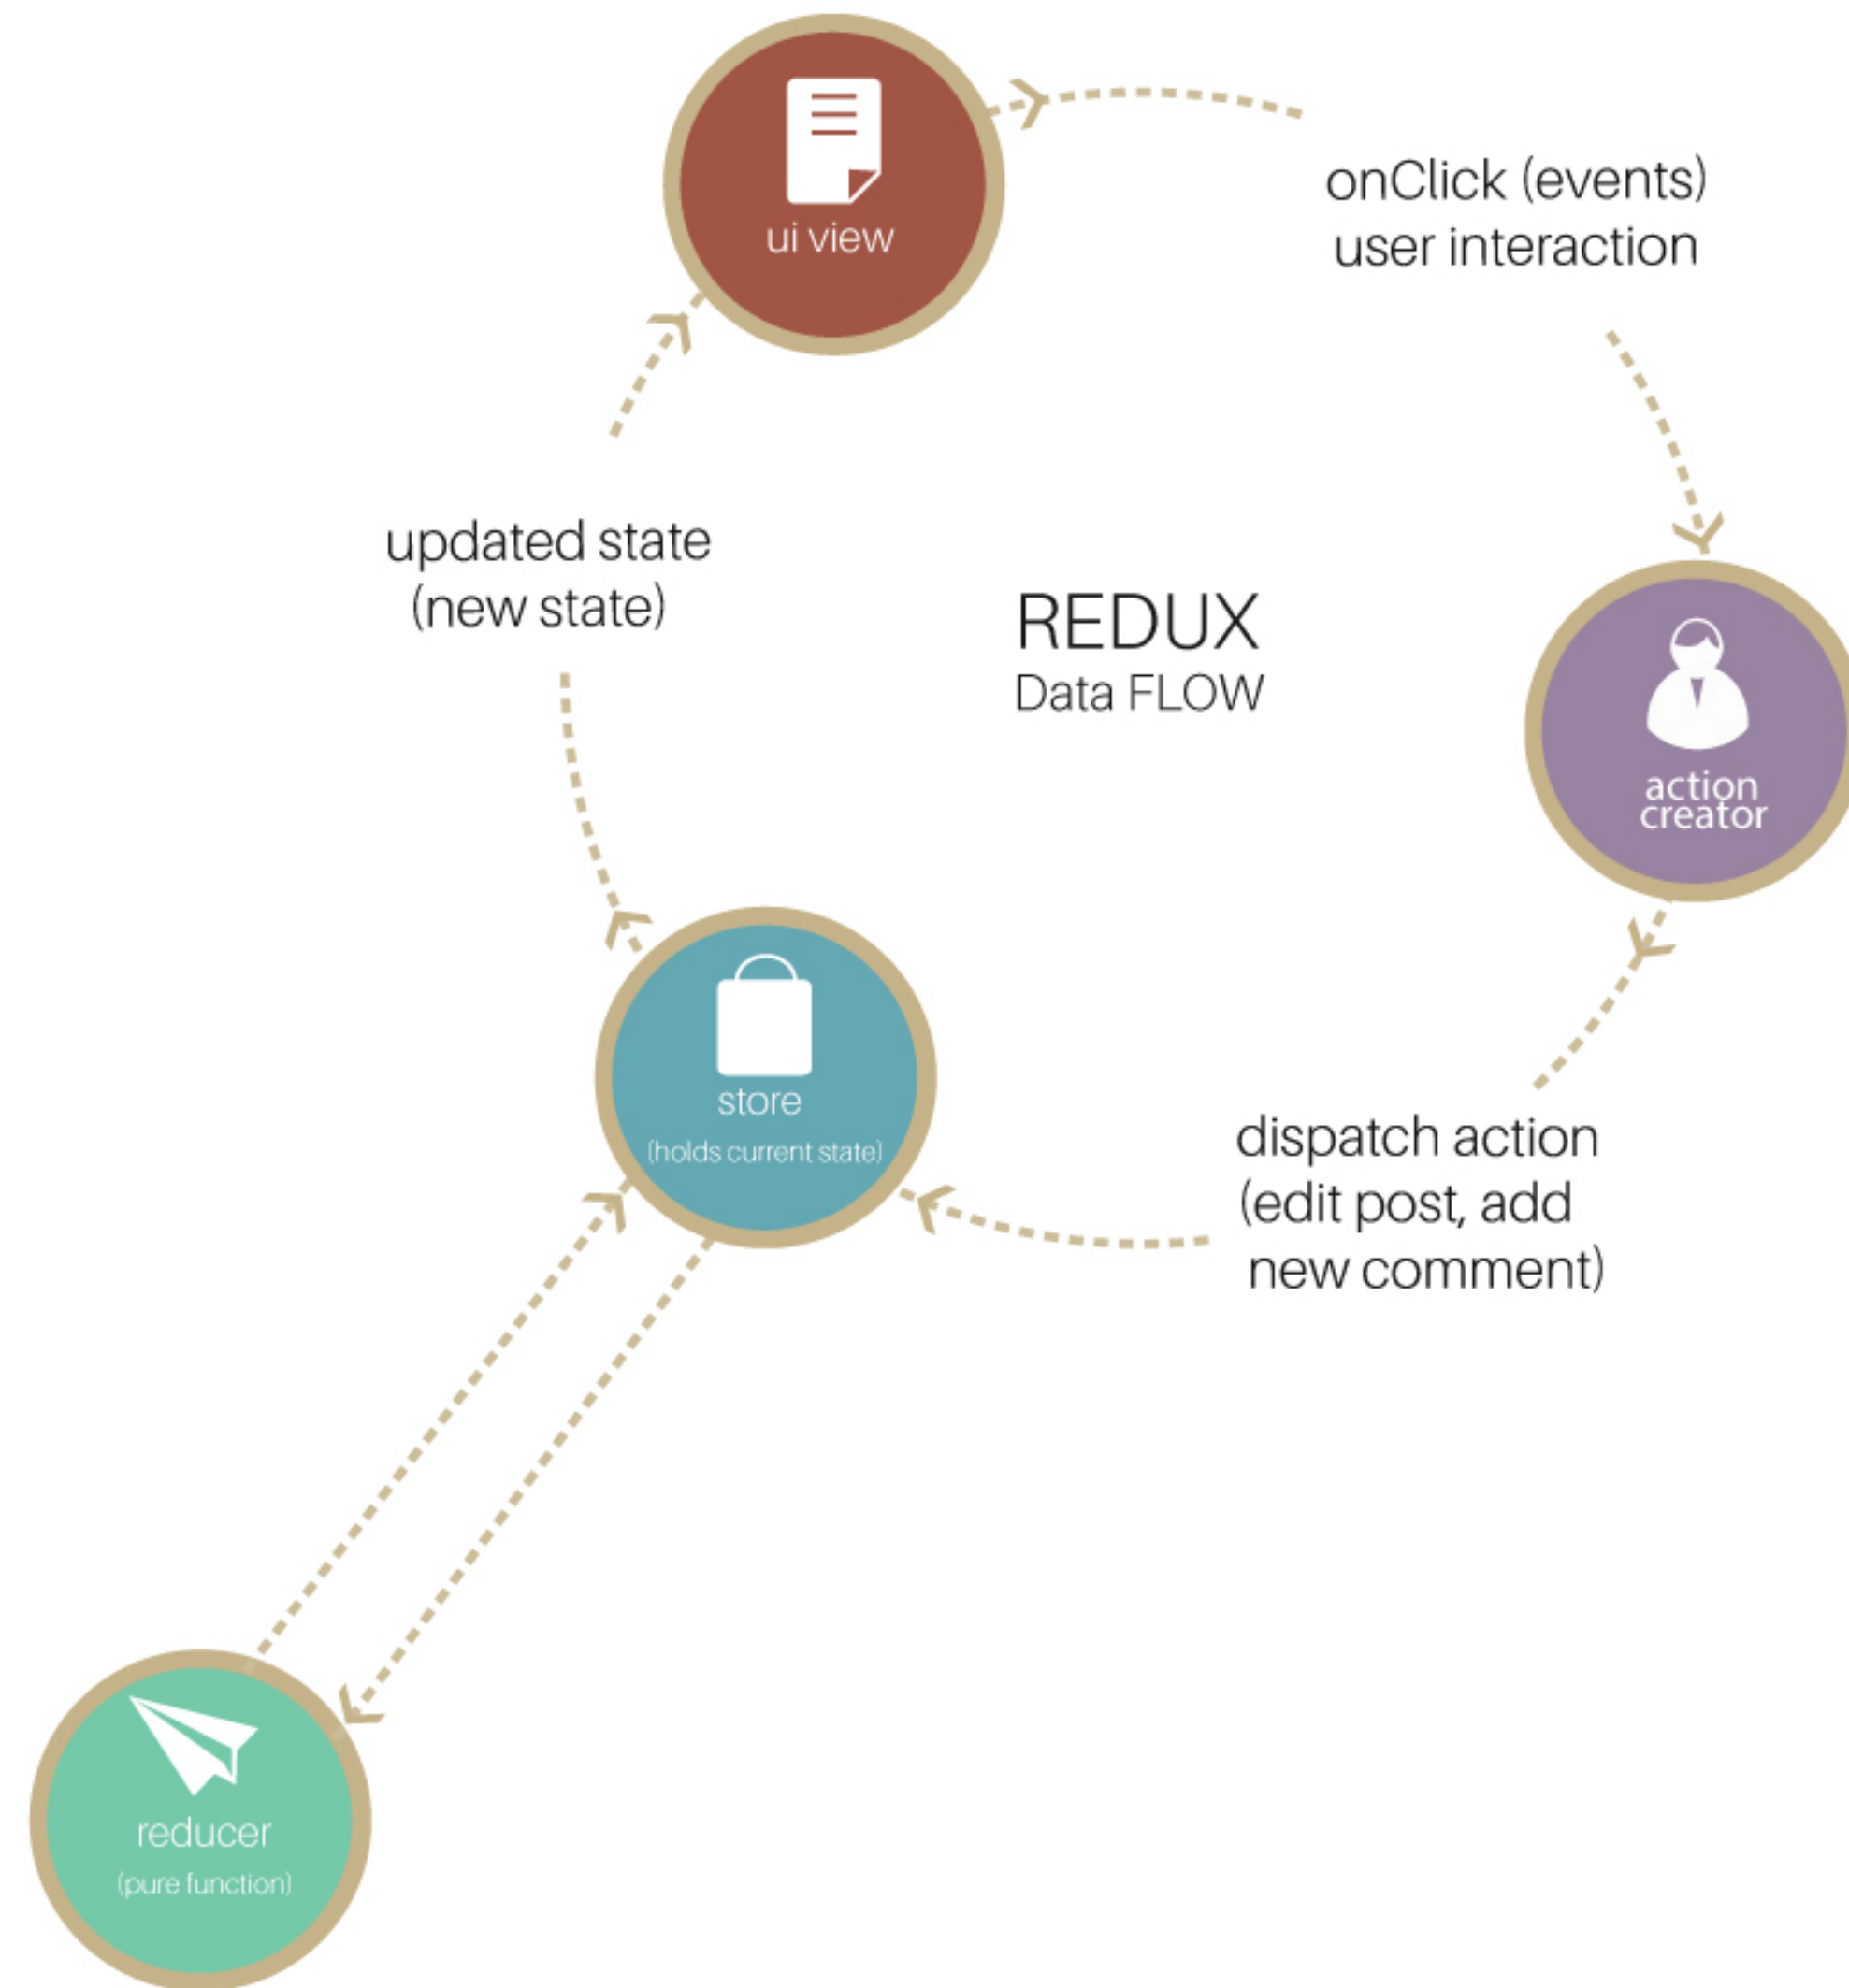 ui view
onClick (events)
user interaction
updated state
(new state)
REDUX
Data FLOW
action
creator
store
(holds current state)
dispatch action
(edit post, add
new comment)
reducer
(pure function)